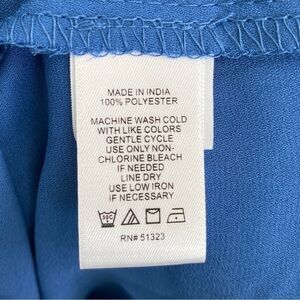 MADE IN INDIA
100% POLYESTER
MACHINE WASH COLD
WITH LIKE COLORS
GENTLE CYCLE
USE ONLY NON-
CHLORINE BLEACH
IF NEEDED
LINE DRY
USE LOW IRON
IF NECESSARY
RN# 51323